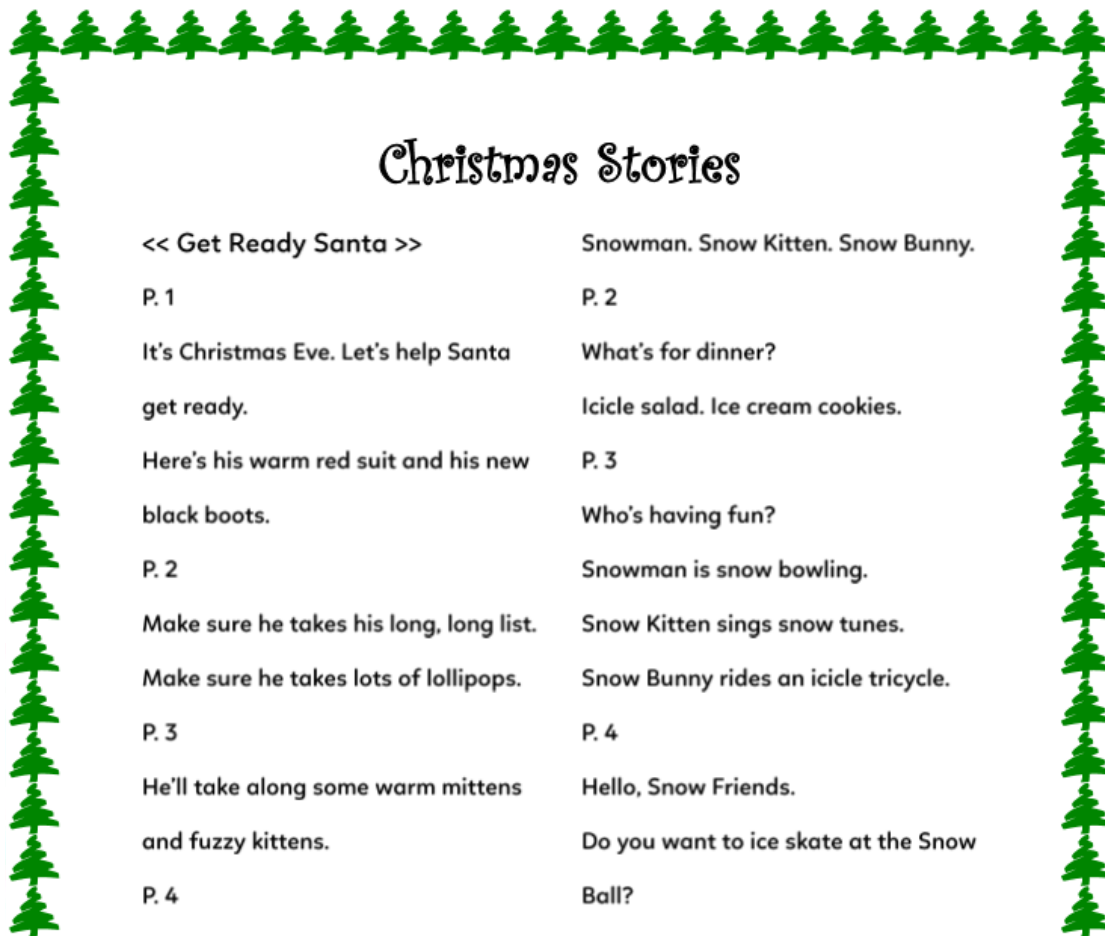 Christmas Stories
<< Get Ready Santa >>
P. 1
It's Christmas Eve. Let's help Santa
get ready.
Here's his warm red suit and his new
black boots.
P. 2
Make sure he takes his long, long list.
Make sure he takes lots of lollipops.
P. 3
He'll take along some warm mittens
and fuzzy kittens.
P. 4
Snowman. Snow Kitten. Snow Bunny.
P. 2
What's for dinner?
Icicle salad. Ice cream cookies.
P. 3
Who's having fun?
Snowman is snow bowling.
Snow Kitten sings snow tunes.
Snow Bunny rides an icicle tricycle.
P. 4
Hello, Snow Friends.
Do you want to ice skate at the Snow
Ball?